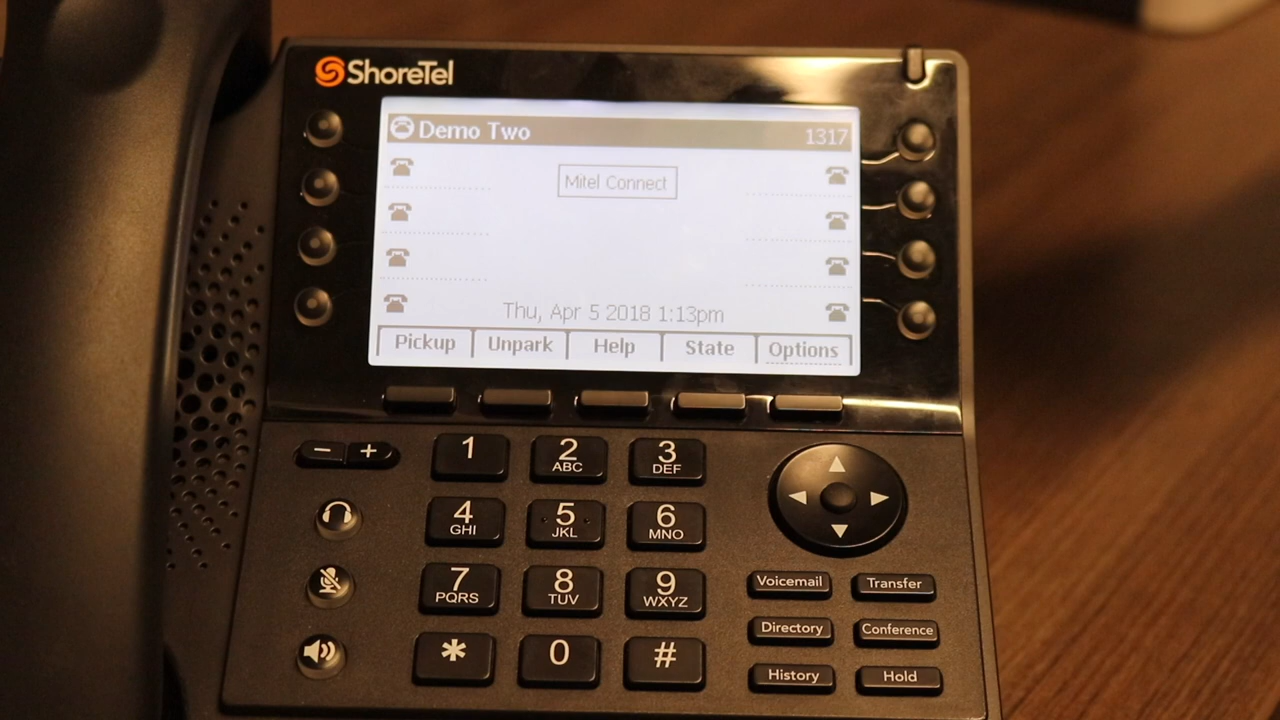 ShoreTel
Demo Two 1317
Mitel Connect
Thu, Apr 5 2018 1:13pm
Pickup Unpark Help State Options
− +
1 2 ABC 3 DEF
4 GHI 5 JKL 6 MNO
7 PQRS 8 TUV 9 WXYZ
* 0 #
Voicemail Transfer
Directory Conference
History Hold